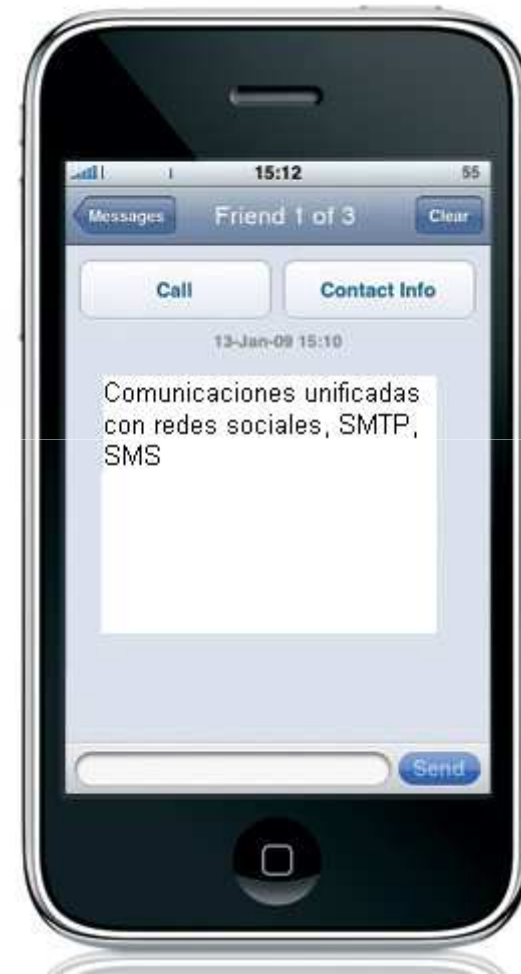 15:12 55
Messages Friend 1 of 3 Clear
Call Contact Info
13-Jan-09 15:10
Comunicaciones unificadas
con redes sociales, SMTP,
SMS
Send